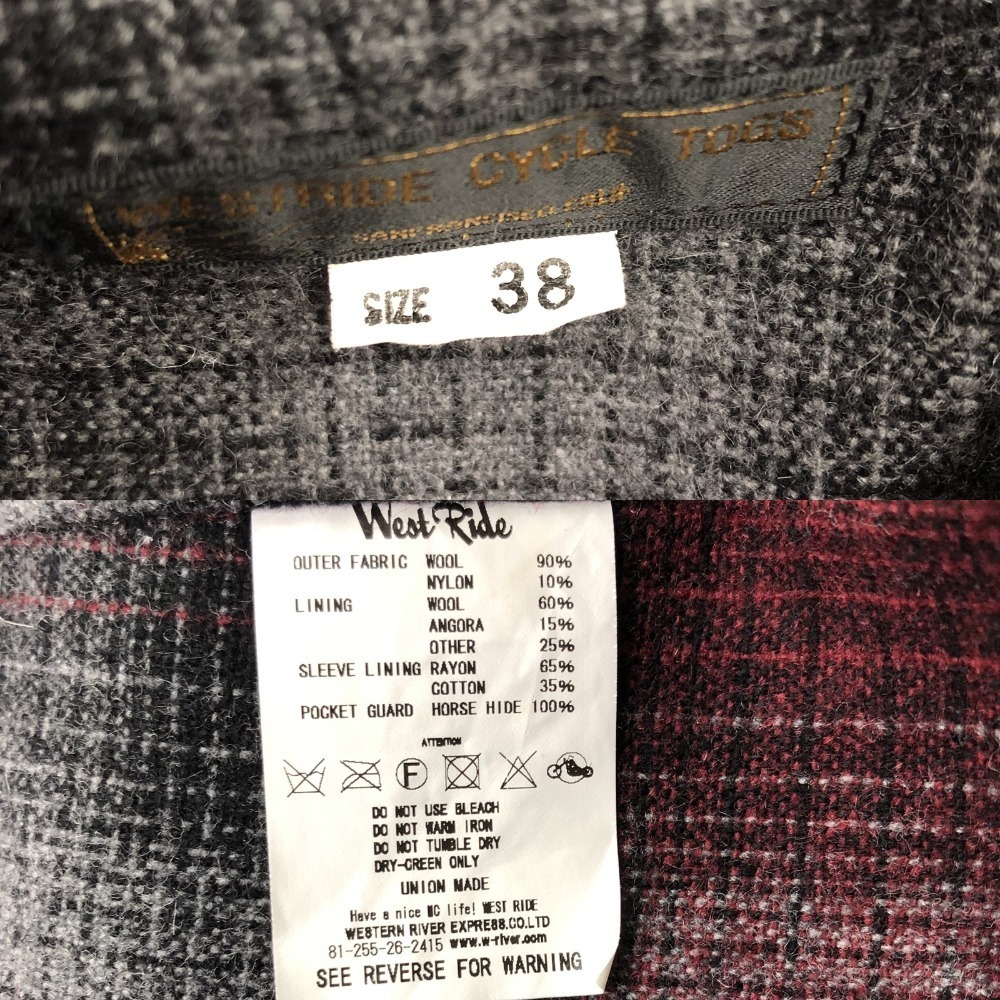 WESTRIDE CYCLE TOGS
SIZE 38
West Ride
OUTER FABRIC WOOL 90%
NYLON 10%
LINING WOOL 60%
ANGORA 15%
OTHER 25%
SLEEVE LINING RAYON 65%
COTTON 35%
POCKET GUARD HORSE HIDE 100%
ATTENTION
F
DO NOT USE BLEACH
DO NOT WARM IRON
DO NOT TUMBLE DRY
DRY-CREEN ONLY
UNION MADE
Have a nice MC life! WEST RIDE
WESTERN RIVER EXPRESS.CO.LTD
81-255-26-2415 www.w-river.com
SEE REVERSE FOR WARNING